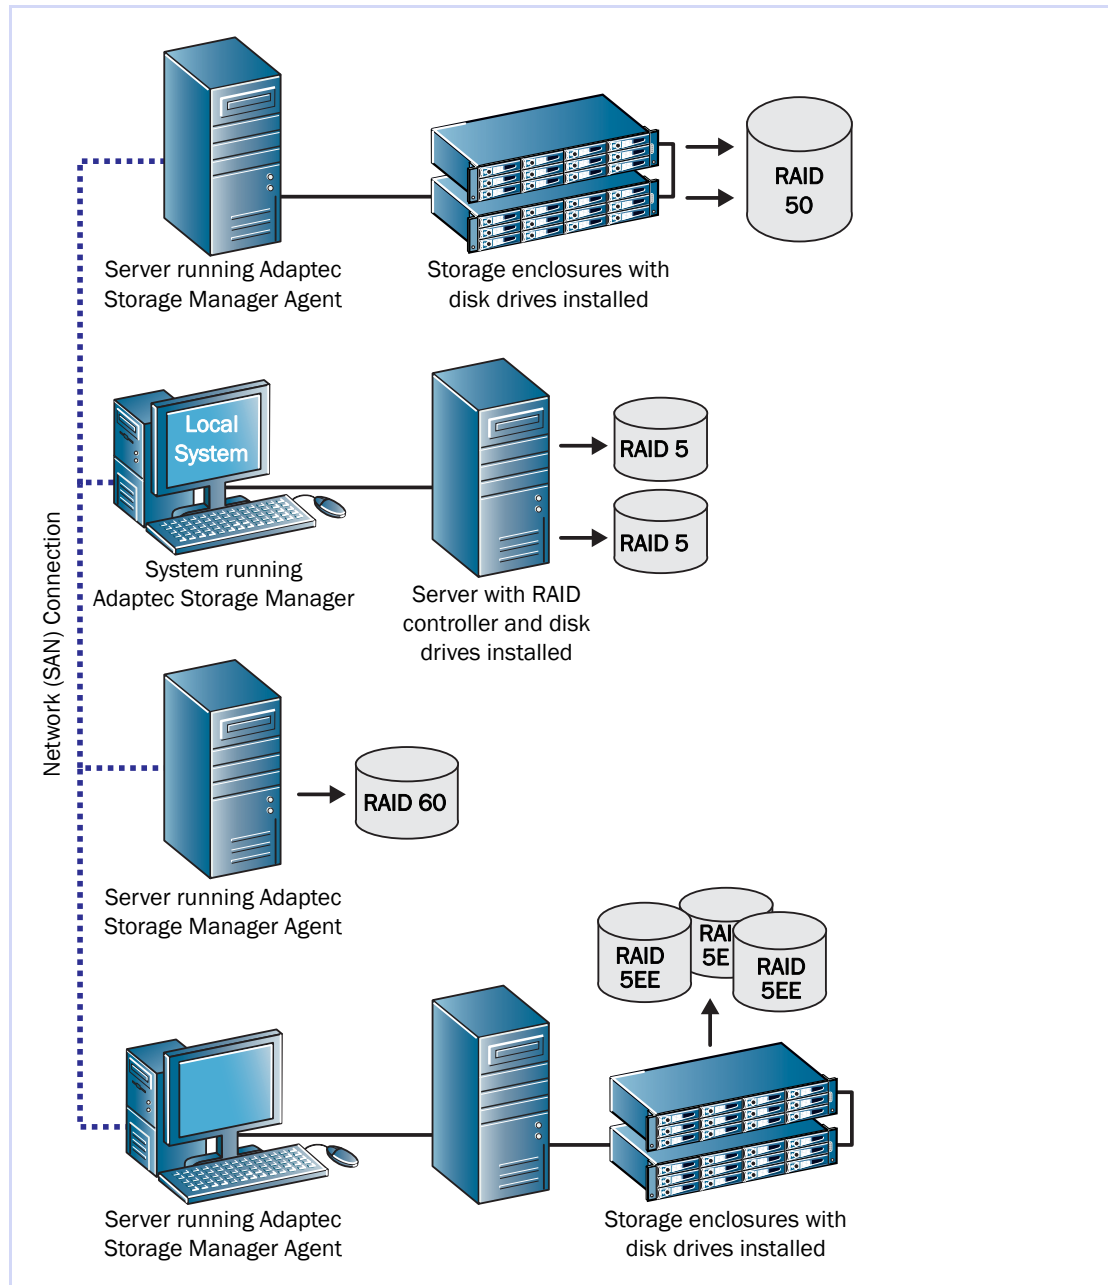 RAID
50
Server running Adaptec
Storage Manager Agent
Storage enclosures with
disk drives installed
Local
System
RAID 5
RAID 5
System running
Adaptec Storage Manager
Server with RAID
controller and disk
drives installed
Network (SAN) Connection
RAID 60
Server running Adaptec
Storage Manager Agent
RAID
5EE
RAI
5E
RAID
5EE
Server running Adaptec
Storage Manager Agent
Storage enclosures with
disk drives installed